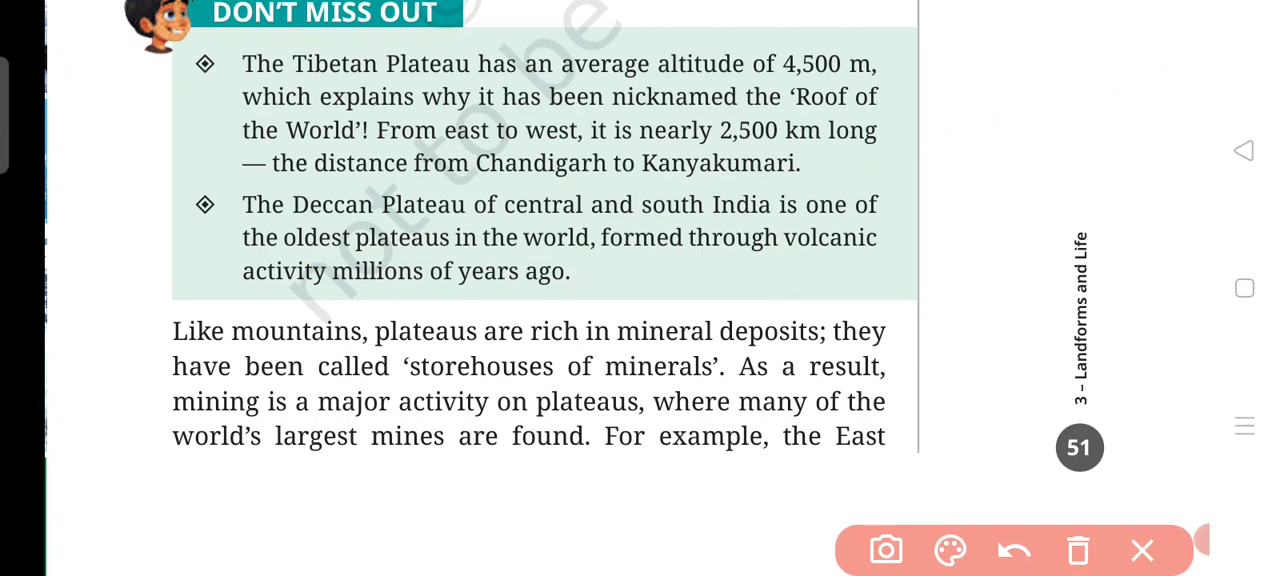 DON'T MISS OUT
The Tibetan Plateau has an average altitude of 4,500 m,
which explains why it has been nicknamed the ‘Roof of
the World’! From east to west, it is nearly 2,500 km long
— the distance from Chandigarh to Kanyakumari.
The Deccan Plateau of central and south India is one of
the oldest plateaus in the world, formed through volcanic
activity millions of years ago.
Like mountains, plateaus are rich in mineral deposits; they
have been called ‘storehouses of minerals’. As a result,
mining is a major activity on plateaus, where many of the
world’s largest mines are found. For example, the East
3 – Landforms and Life
51
not to be